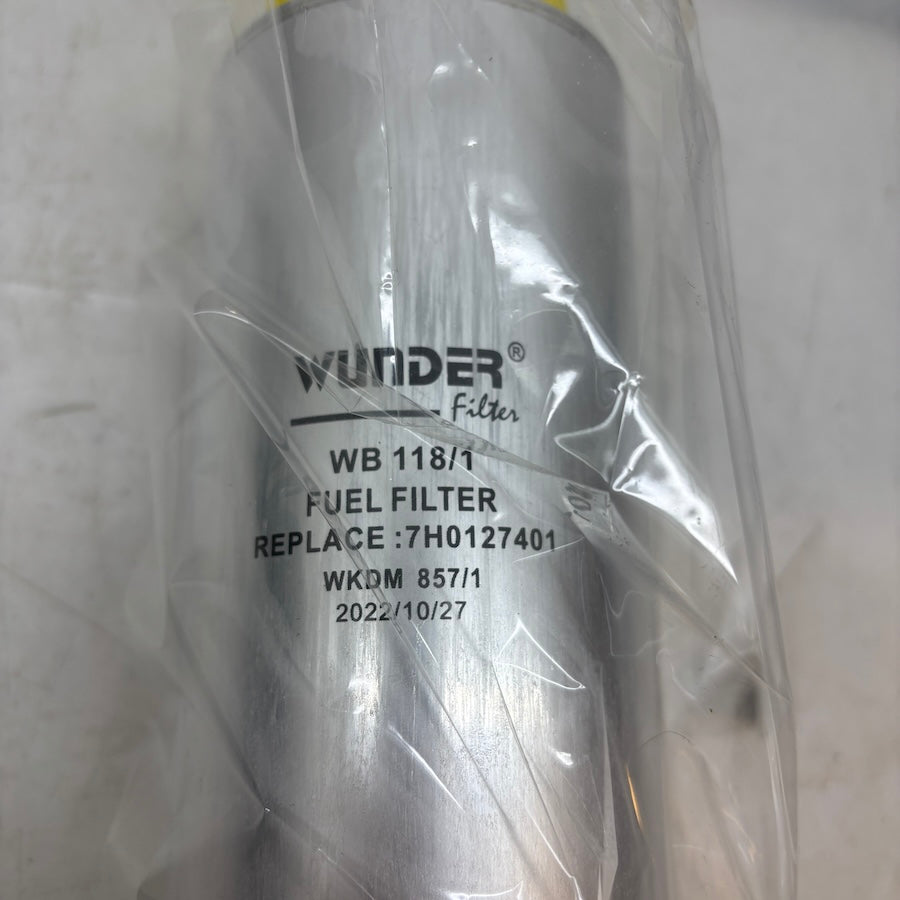 WUNDER®
Filter
WB 118/1
FUEL FILTER
REPLACE :7H0127401
WKDM 857/1
2022/10/27